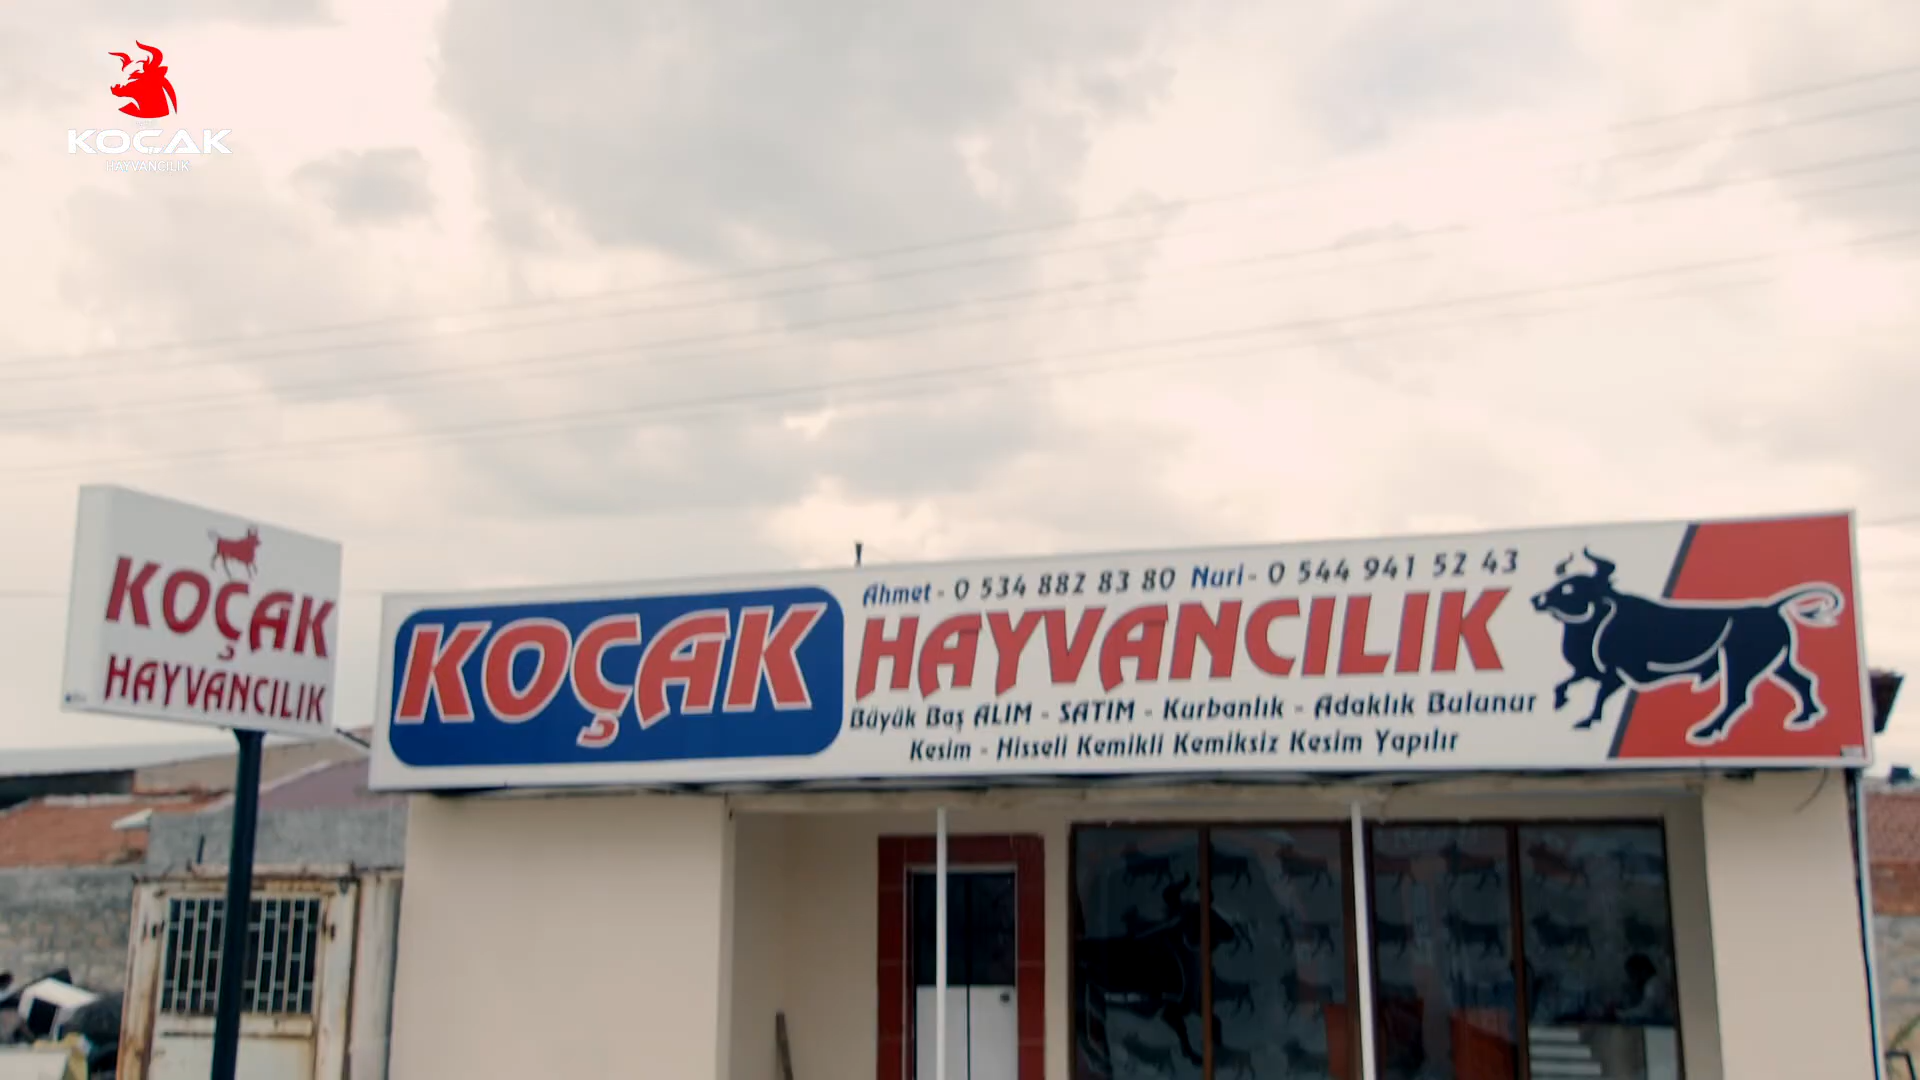 KOÇAK
HAYVANCILIK
KOÇAK
HAYVANCILIK
KOÇAK
Ahmet - 0 534 882 83 80 Nuri - 0 544 941 52 43
HAYVANCILIK
Büyük Baş ALIM - SATIM - Kurbanlık - Adaklık Bulunur
Kesim - Hisseli Kemikli Kemiksiz Kesim Yapılır